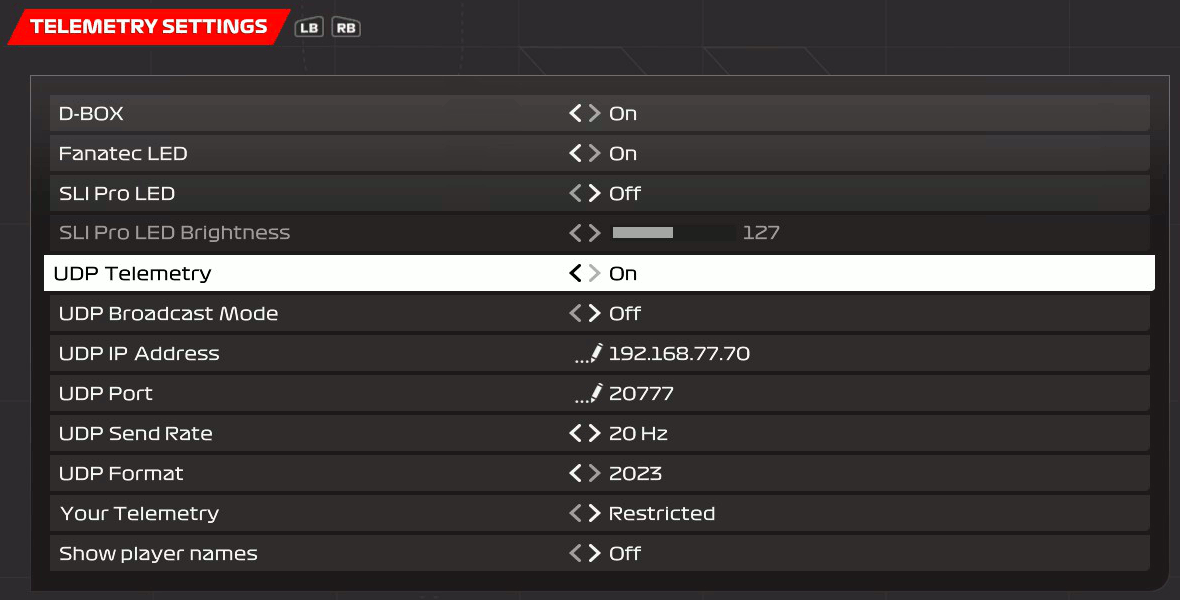 TELEMETRY SETTINGS LB RB
D-BOX On
Fanatec LED On
SLI Pro LED Off
SLI Pro LED Brightness 127
UDP Telemetry On
UDP Broadcast Mode Off
UDP IP Address ... 192.168.77.70
UDP Port ... 20777
UDP Send Rate 20 Hz
UDP Format 2023
Your Telemetry Restricted
Show player names Off